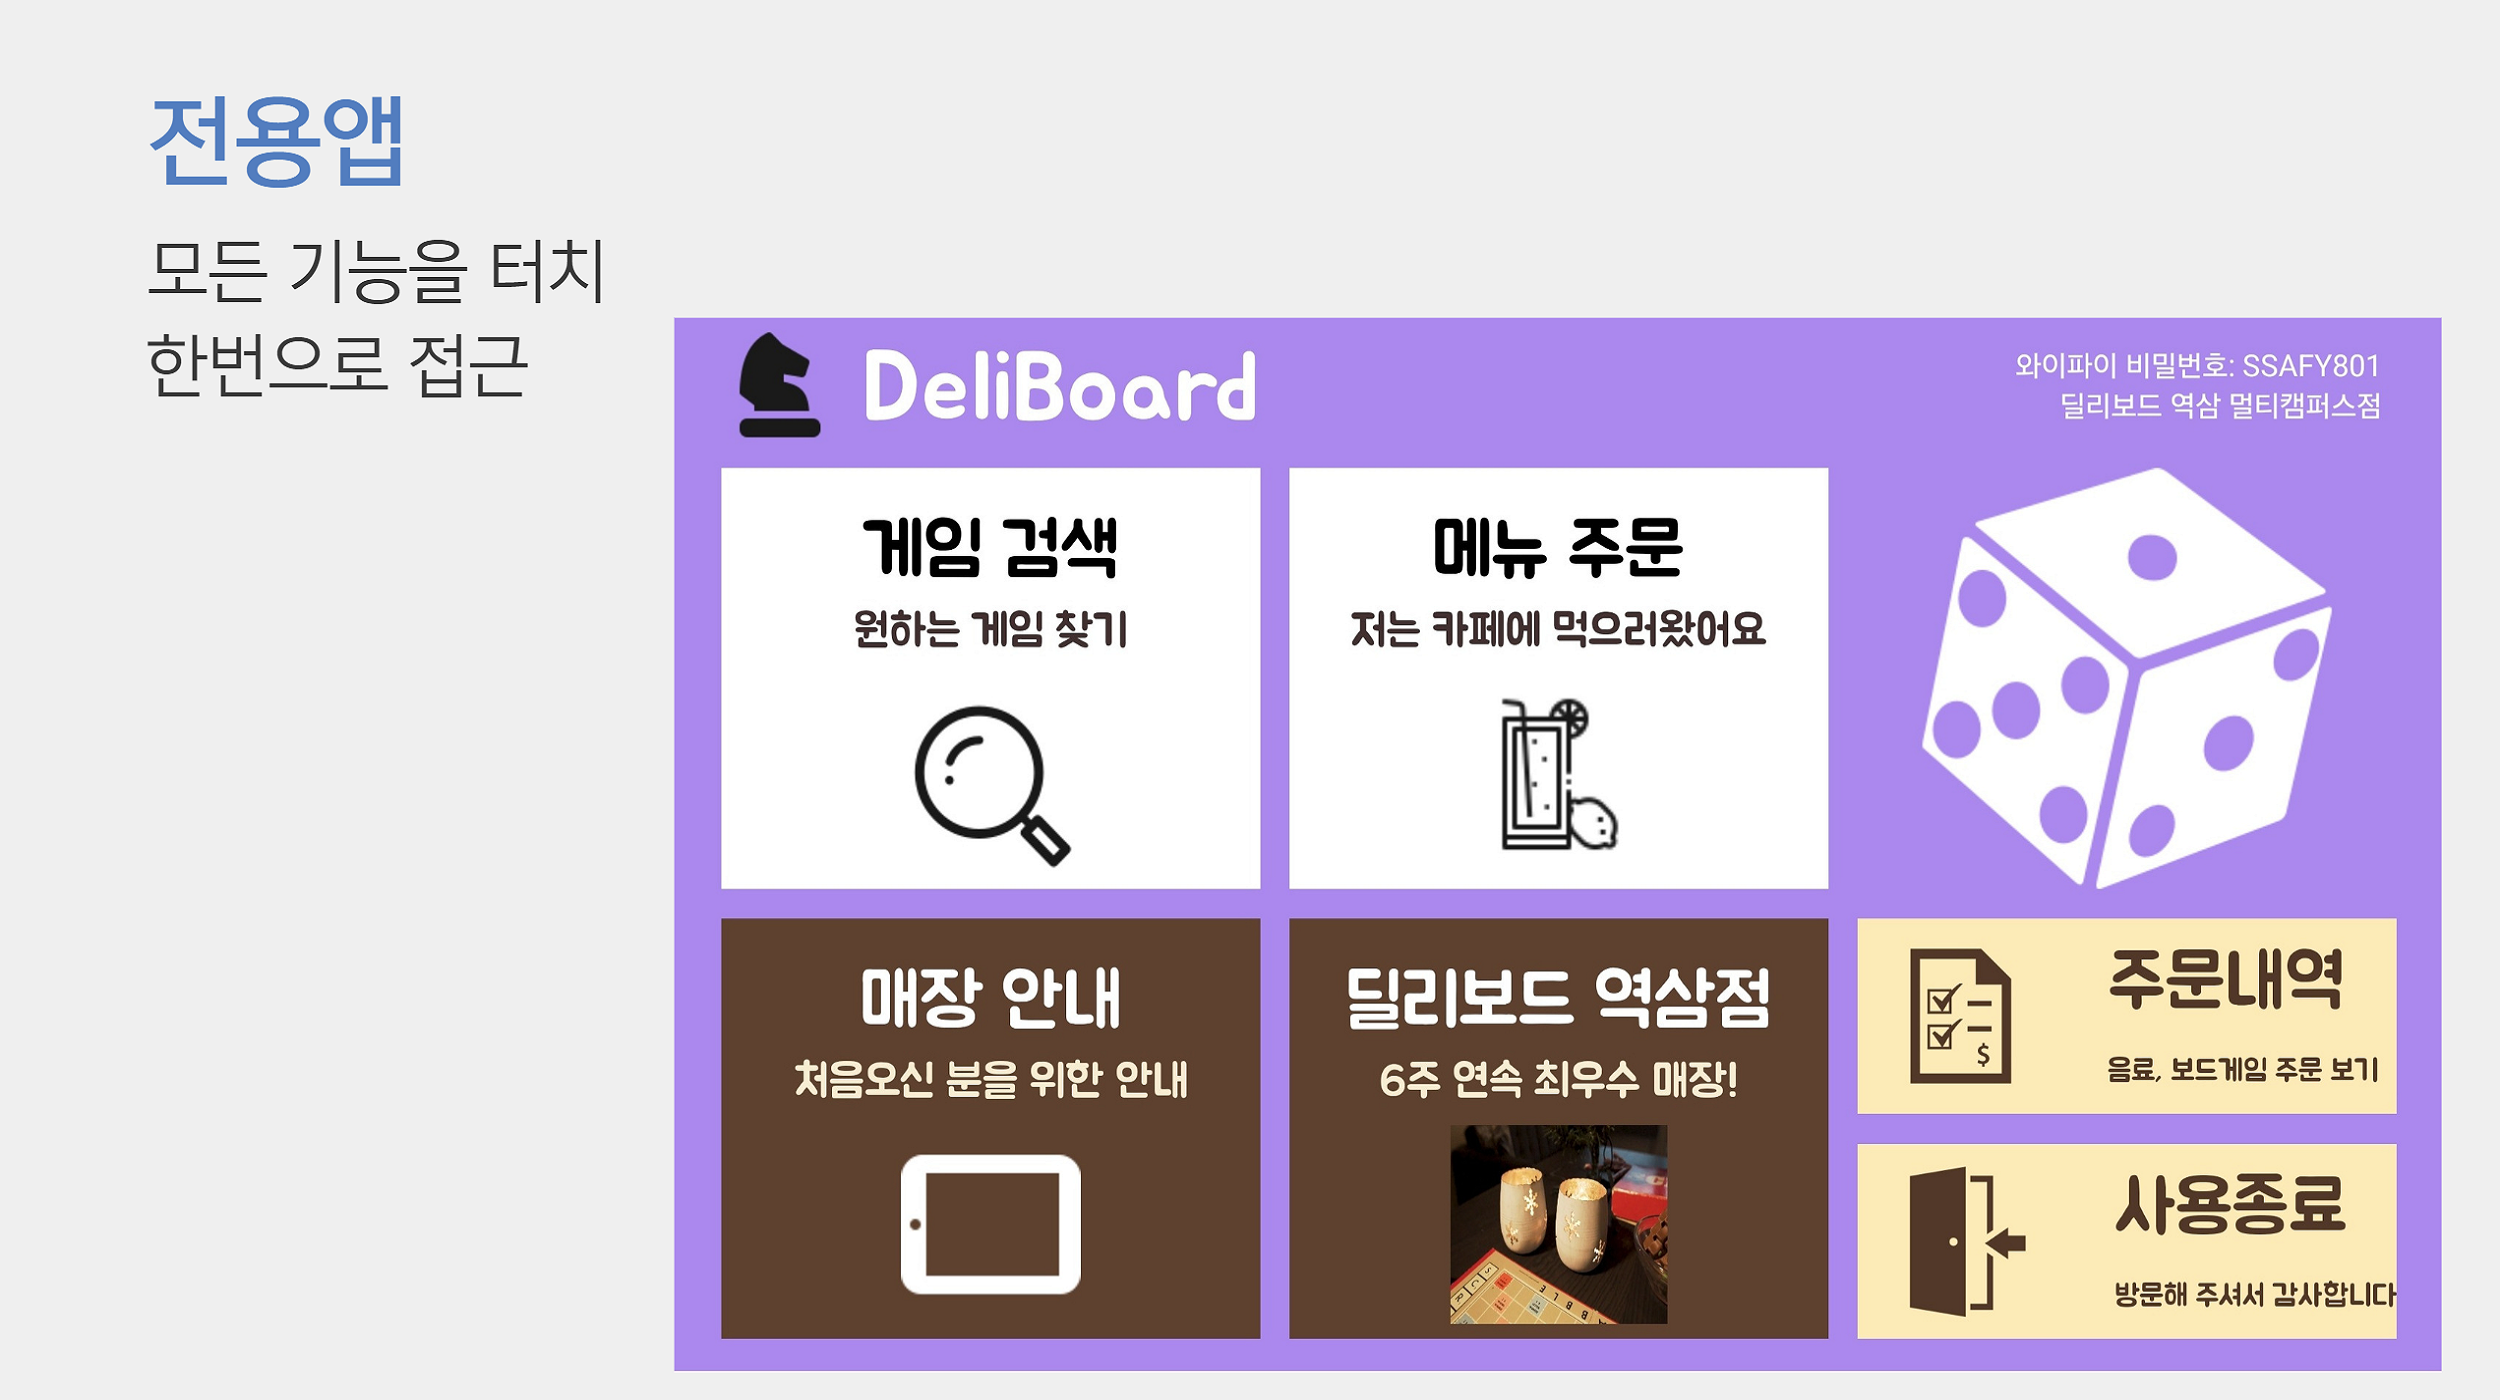 전용앱
모든 기능을 터치
한번으로 접근
DeliBoard
와이파이 비밀번호: SSAFY801
딜리보드 역삼 멀티캠퍼스점
게임 검색
원하는 게임 찾기
메뉴 주문
저는 카페에 먹으러왔어요
매장 안내
처음오신 분을 위한 안내
딜리보드 역삼점
6주 연속 최우수 매장!
주문내역
음료, 보드게임 주문 보기
사용종료
방문해 주셔서 감사합니다